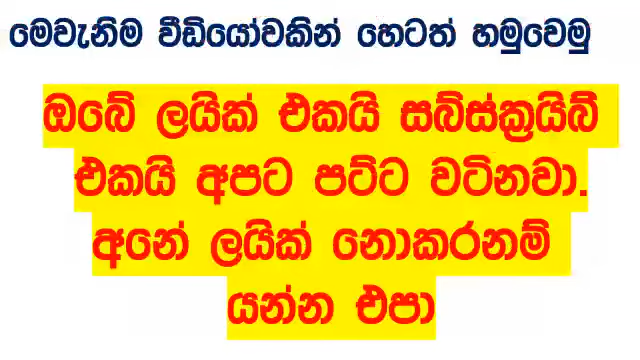 මෙවැනිම වීඩියෝවකින් හෙටත් හමුවෙමු
ඔබේ ලයික් එකයි සබ්ස්ක්‍රයිබ්
එකයි අපට පට්ට වටිනවා.
අනේ ලයික් නොකරනම්
යන්න එපා